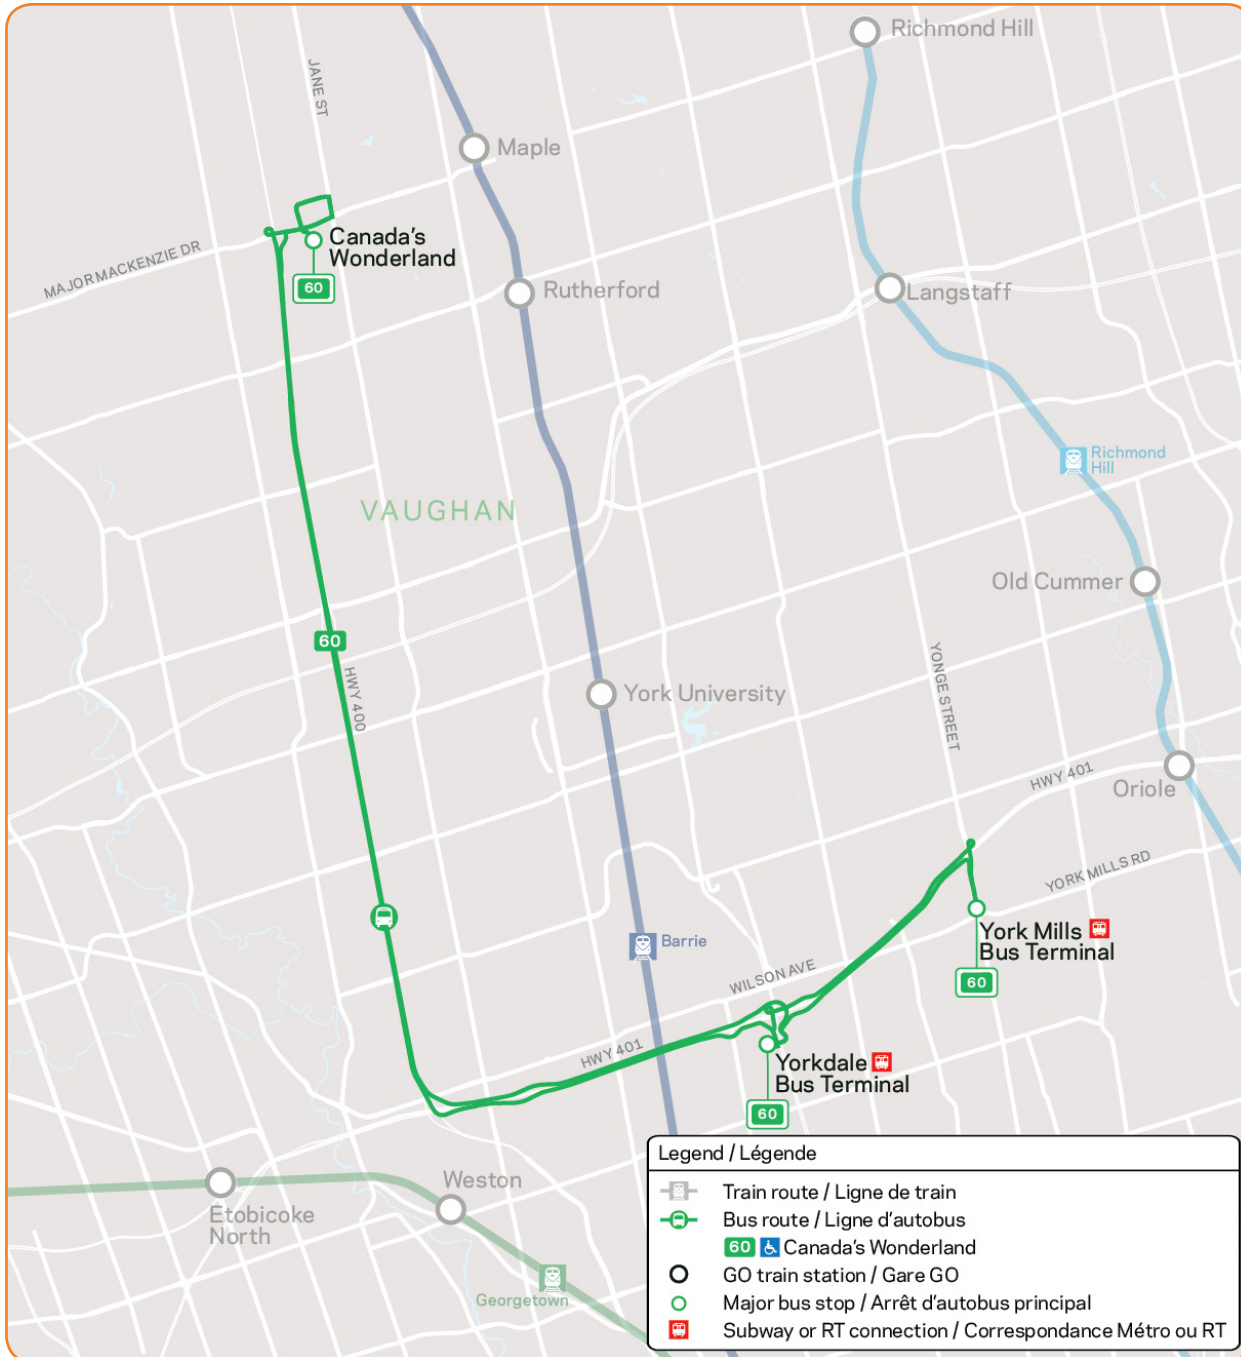 Richmond Hill
JANE ST
Maple
Canada's
Wonderland
60
MAJOR MACKENZIE DR
Rutherford
Langstaff
Richmond
Hill
VAUGHAN
Old Cummer
60
HWY 400
York University
YONGE STREET
HWY 401
Oriole
YORK MILLS RD
York Mills
Bus Terminal
60
Barrie
WILSON AVE
HWY 401
Yorkdale
Bus Terminal
60
Weston
Etobicoke
North
Georgetown
Legend / Légende
Train route / Ligne de train
Bus route / Ligne d'autobus
60 Canada's Wonderland
GO train station / Gare GO
Major bus stop / Arrêt d'autobus principal
Subway or RT connection / Correspondance Métro ou RT